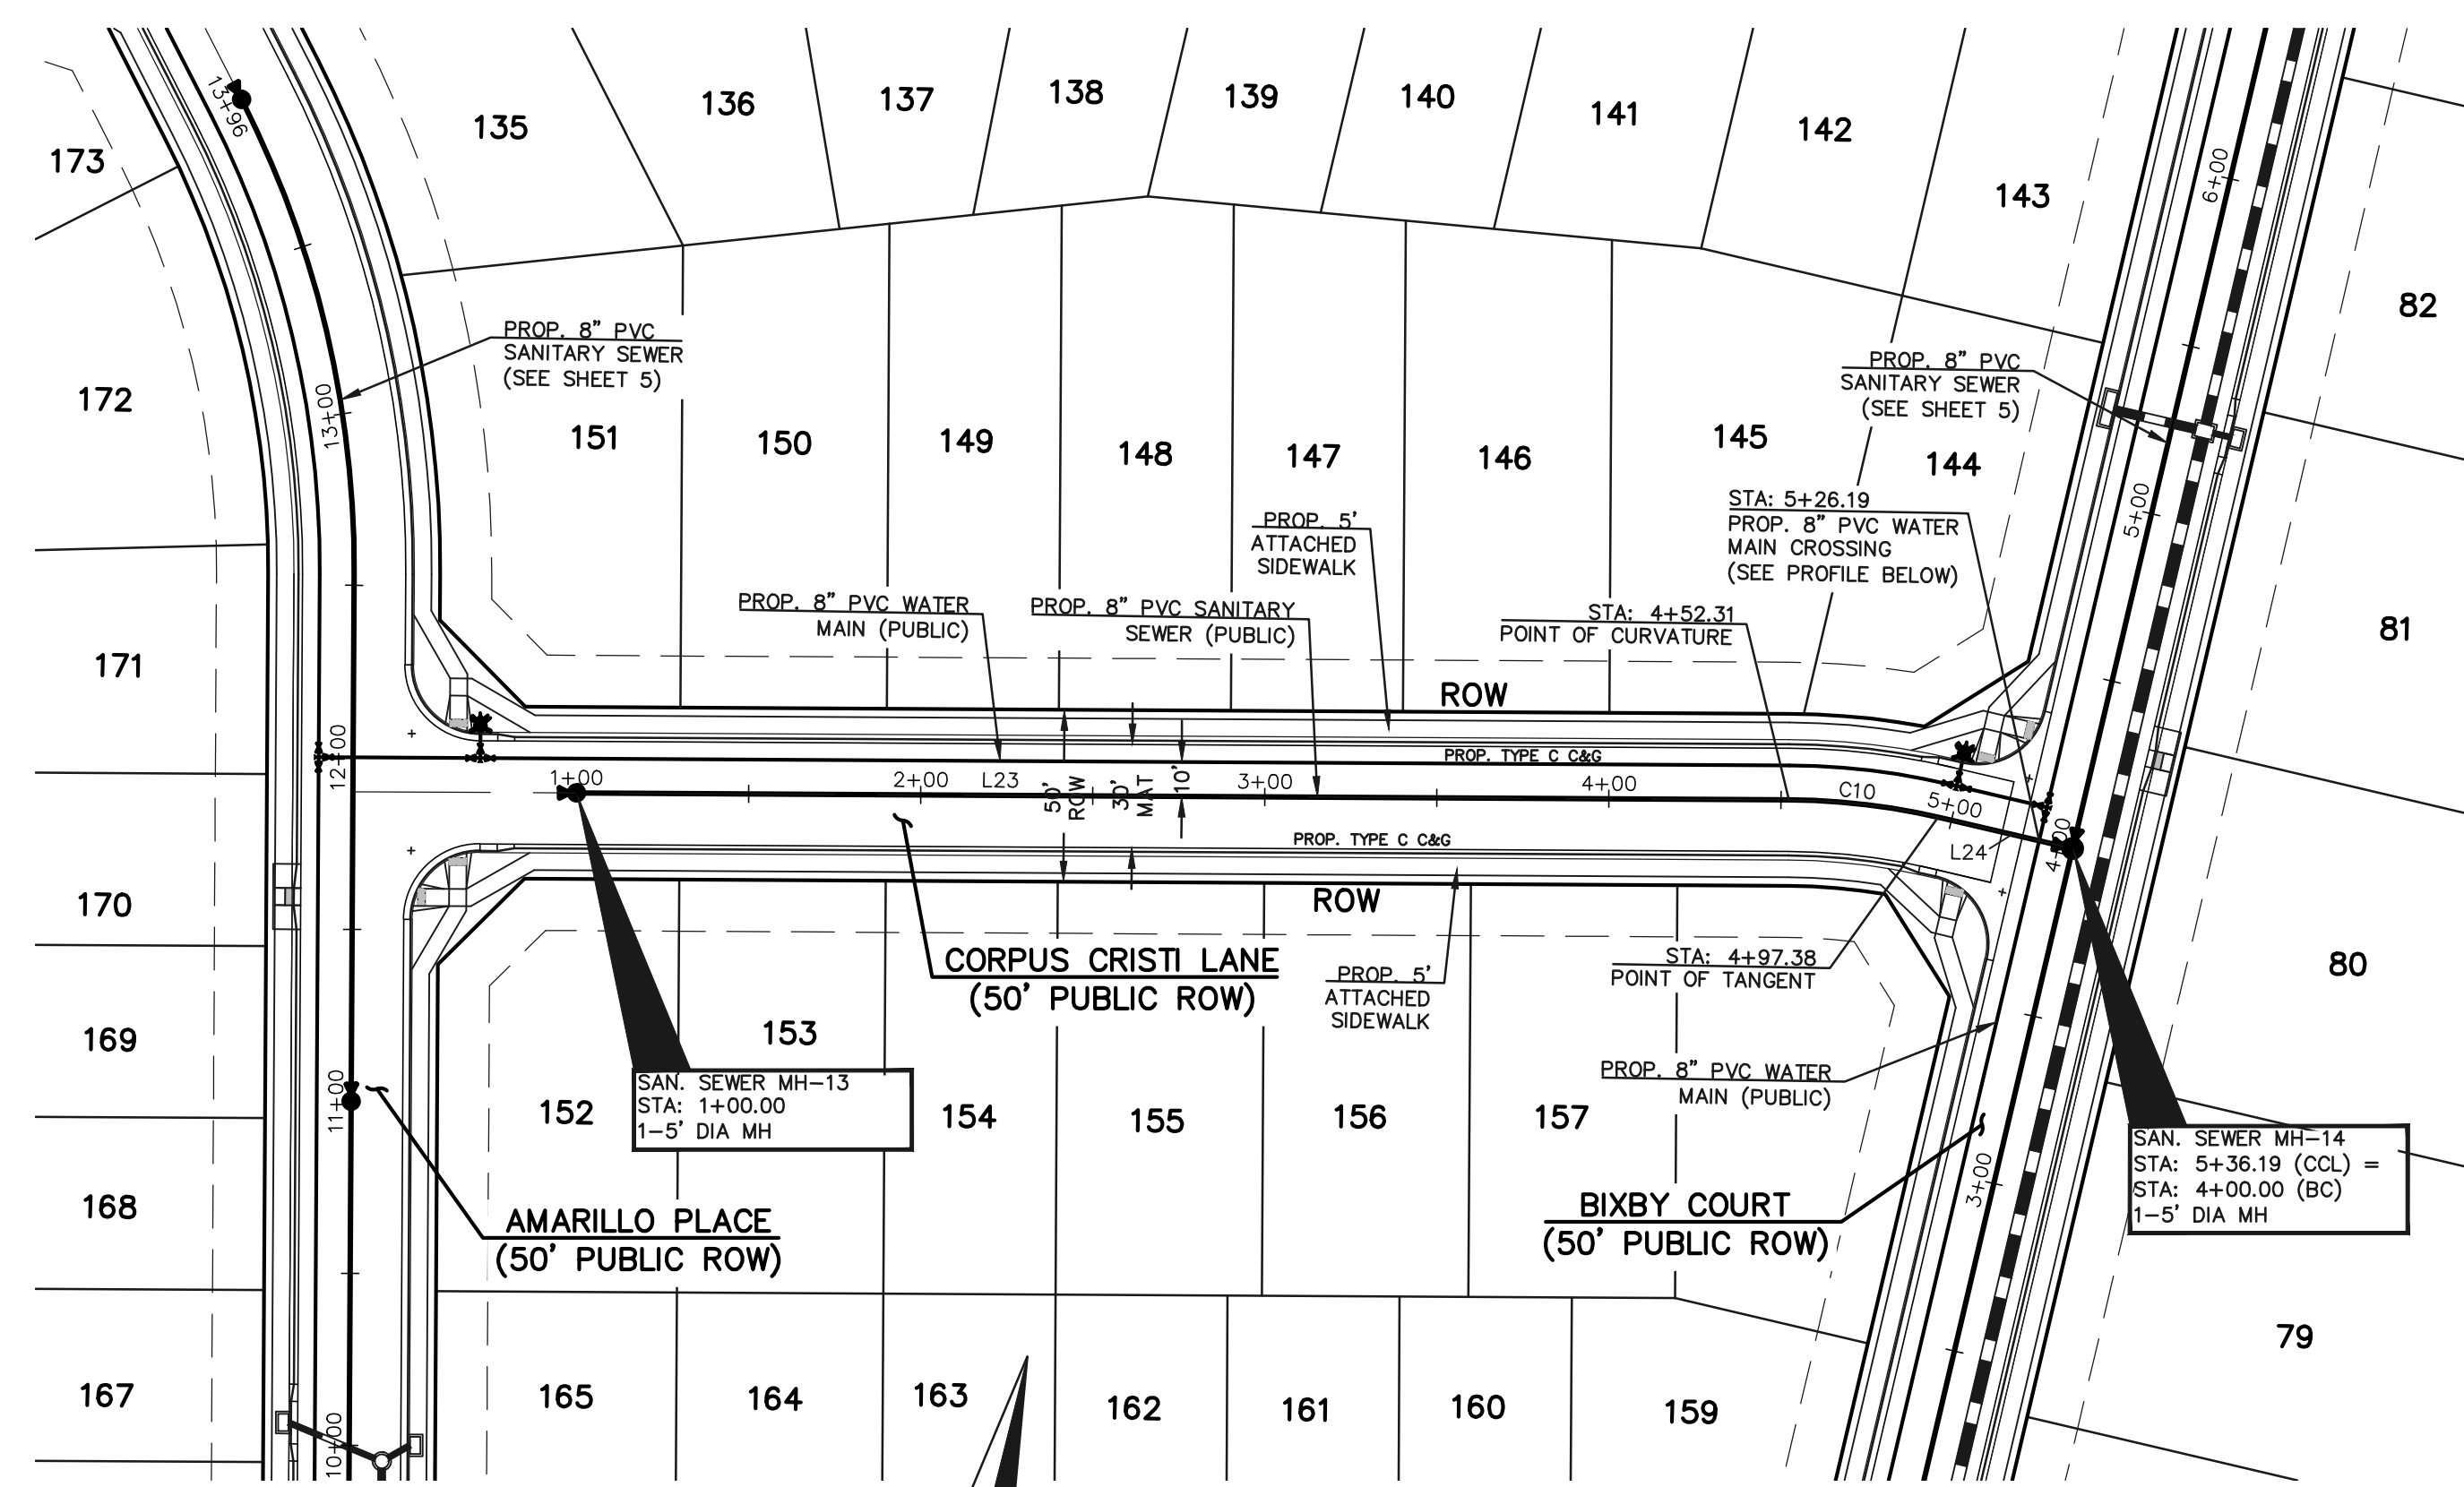 135
136
137
138
139
140
141
142
143
173
172
171
170
169
168
167
13+96
13+00
12+00
11+00
10+00
PROP. 8" PVC
SANITARY SEWER
(SEE SHEET 5)
151
150
149
148
147
146
145
144
PROP. 8" PVC
SANITARY SEWER
(SEE SHEET 5)
6+00
5+00
82
81
80
79
STA: 5+26.19
PROP. 8" PVC WATER
MAIN CROSSING
(SEE PROFILE BELOW)
PROP. 5'
ATTACHED
SIDEWALK
PROP. 8" PVC WATER
MAIN (PUBLIC)
PROP. 8" PVC SANITARY
SEWER (PUBLIC)
STA: 4+52.31
POINT OF CURVATURE
ROW
PROP. TYPE C C&G
1+00
2+00
L23
50'
ROW
30'
MAT
10'
3+00
4+00
C10
5+00
L24
4+00
PROP. TYPE C C&G
ROW
CORPUS CRISTI LANE
(50' PUBLIC ROW)
PROP. 5'
ATTACHED
SIDEWALK
STA: 4+97.38
POINT OF TANGENT
PROP. 8" PVC WATER
MAIN (PUBLIC)
SAN. SEWER MH-13
STA: 1+00.00
1-5' DIA MH
152
153
154
155
156
157
SAN. SEWER MH-14
STA: 5+36.19 (CCL) =
STA: 4+00.00 (BC)
1-5' DIA MH
3+00
AMARILLO PLACE
(50' PUBLIC ROW)
BIXBY COURT
(50' PUBLIC ROW)
165
164
163
162
161
160
159